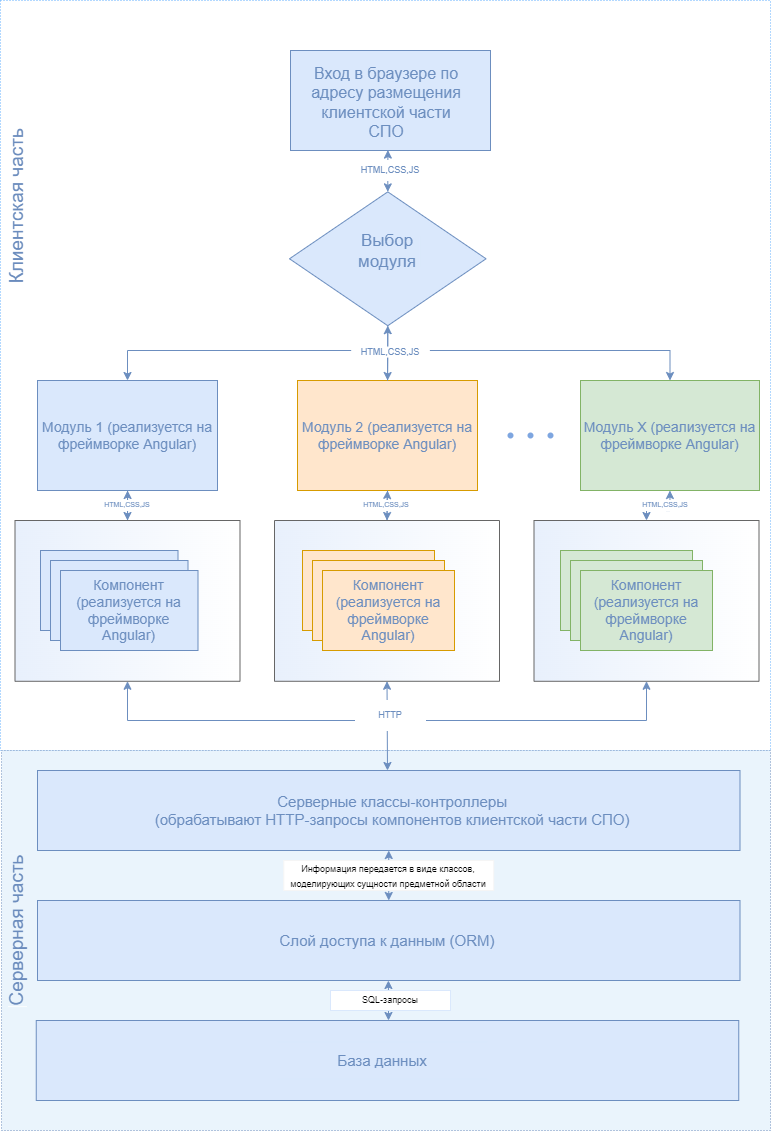 Клиентская часть
Вход в браузере по
адресу размещения
клиентской части
СПО
HTML,CSS,JS
Выбор
модуля
HTML,CSS,JS
Модуль 1 (реализуется на
фреймворке Angular)
Модуль 2 (реализуется на
фреймворке Angular)
Модуль X (реализуется на
фреймворке Angular)
HTML,CSS,JS
HTML,CSS,JS
HTML,CSS,JS
Компонент
(реализуется на
фреймворке
Angular)
Компонент
(реализуется на
фреймворке
Angular)
Компонент
(реализуется на
фреймворке
Angular)
HTTP
Серверная часть
Серверные классы-контроллеры
(обрабатывают HTTP-запросы компонентов клиентской части СПО)
Информация передается в виде классов,
моделирующих сущности предметной области
Слой доступа к данным (ORM)
SQL-запросы
База данных